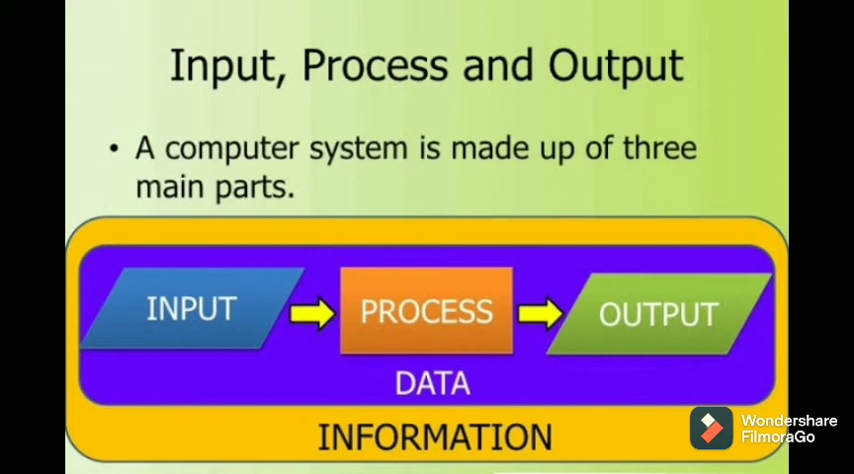 Input, Process and Output
• A computer system is made up of three
main parts.
INPUT
PROCESS
OUTPUT
DATA
INFORMATION
Wondershare
FilmoraGo